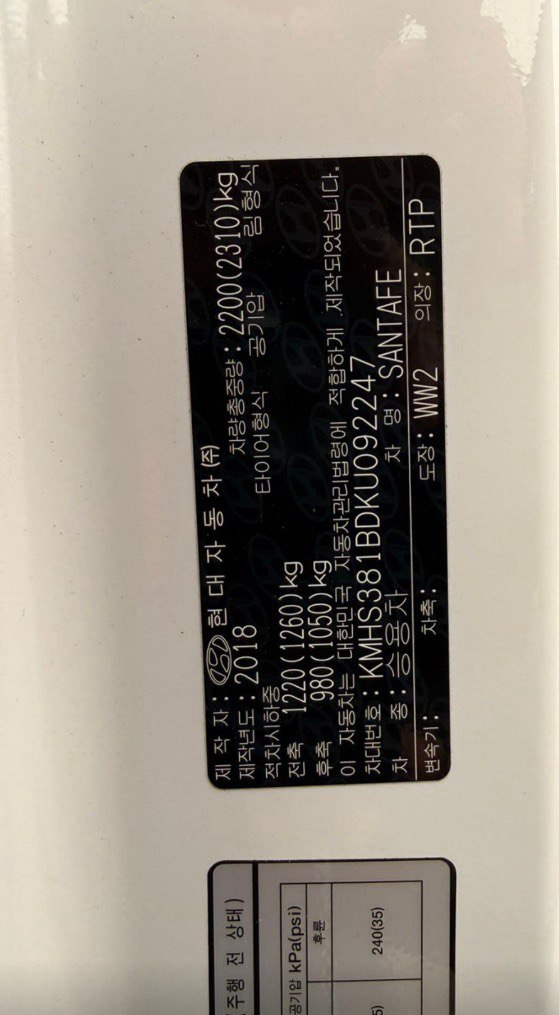 제 작 자 : 현 대 자 동 차 (주)
제작년도 : 2018 차량총중량 : 2200(2310)kg
적차시하중 타이어형식 공기압 림형식
전축 1220(1260)kg
후축 980(1050)kg
이 자동차는 대한민국 자동차관리법령에 적합하게 제작되었습니다.
차대번호 : KMHS381BDKU092247
차 종 : 승용차 차 명 : SANTAFE
변속기: 차축: 도장: WW2 의장: RTP
주행 전 상태)
공기압 kPa(psi)
후륜
5) 240(35)